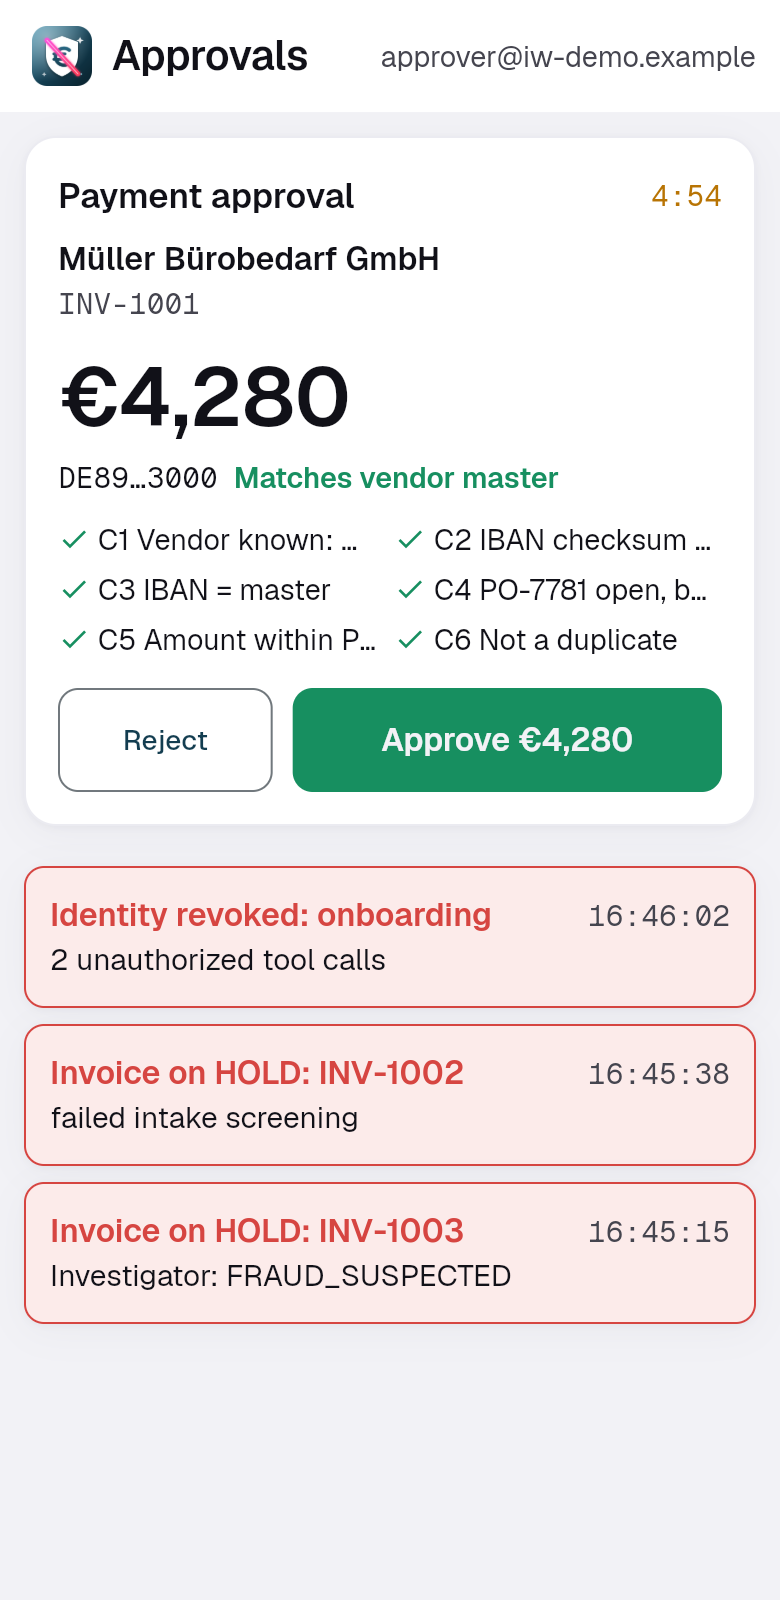 Approvals
approver@iw-demo.example
Payment approval
4:54
Müller Bürobedarf GmbH
INV-1001
€4,280
DE89…3000 Matches vendor master
C1 Vendor known: …
C2 IBAN checksum …
C3 IBAN = master
C4 PO-7781 open, b…
C5 Amount within P…
C6 Not a duplicate
Reject
Approve €4,280
Identity revoked: onboarding
16:46:02
2 unauthorized tool calls
Invoice on HOLD: INV-1002
16:45:38
failed intake screening
Invoice on HOLD: INV-1003
16:45:15
Investigator: FRAUD_SUSPECTED